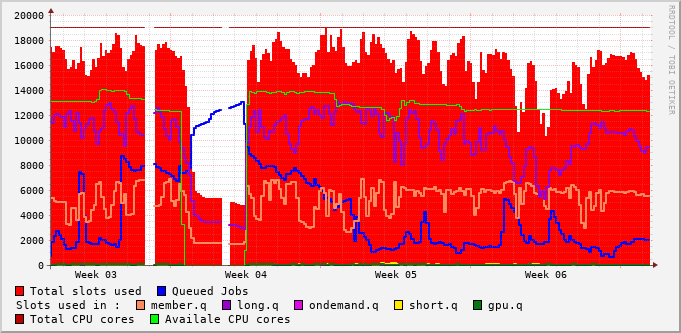 20000
18000
16000
14000
12000
10000
8000
6000
4000
2000
0
Week 03 Week 04 Week 05 Week 06
RRDTOOL / TOBI OETIKER
Total slots used Queued Jobs
Slots used in : member.q long.q ondemand.q short.q gpu.q
Total CPU cores Availale CPU cores